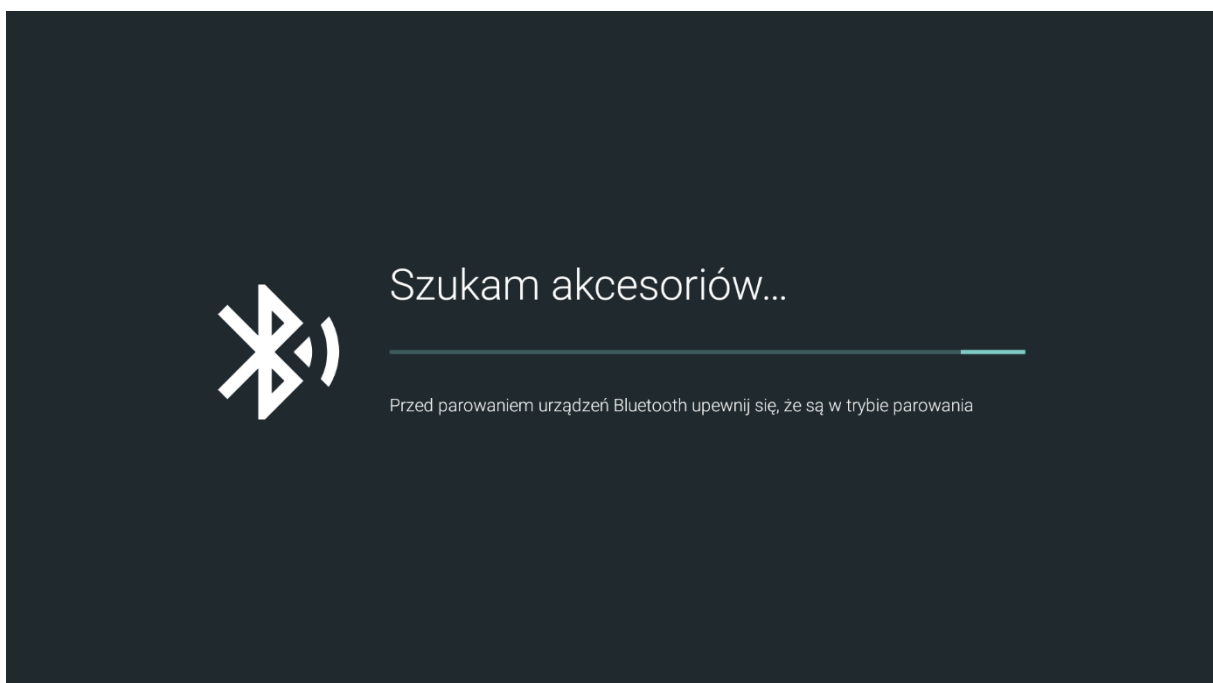 Szukam akcesoriów...
Przed parowaniem urządzeń Bluetooth upewnij się, że są w trybie parowania